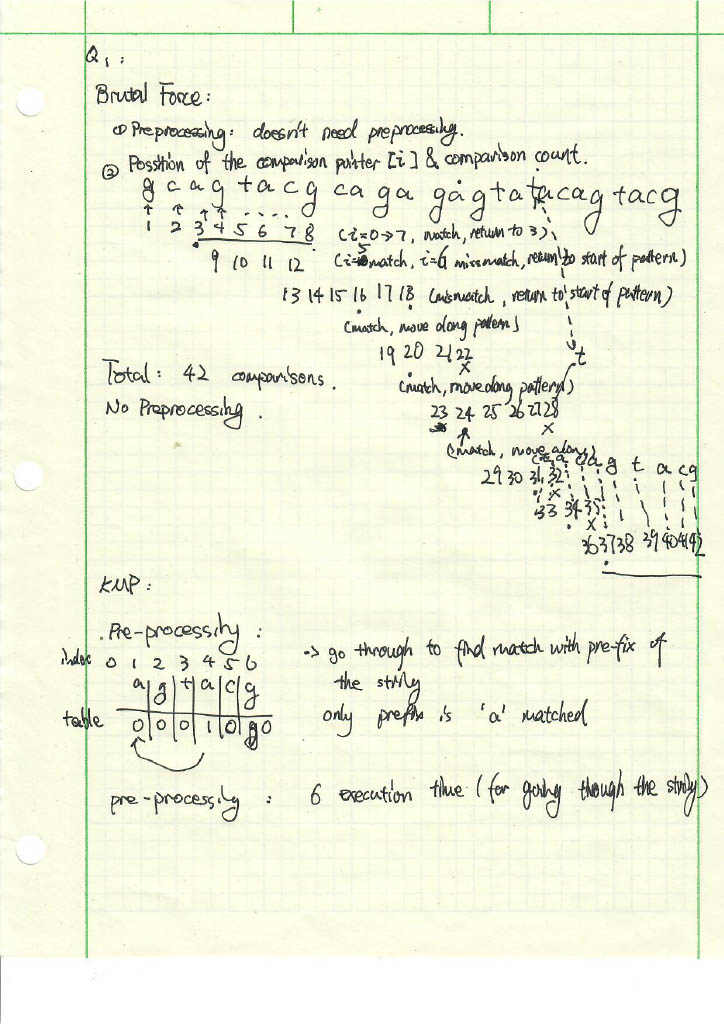 Q1:
Brutal Force:
① Preprocessing: doesn't need preprocessing.
② Possition of the comparison pointer [i] & comparison count.
g c a g t a c g c a g a g a g t a t a c a g t a c g
1 2 3 4 5 6 7 8 (i=0→7, match, return to 3)
9 10 11 12 (i=5 match, i=6 missmatch, return to start of pattern)
13 14 15 16 17 18 (mismatch, return to start of pattern)
(match, move along pattern)
19 20 21 22
x
t
Total: 42 comparisons.
(match, move along pattern)
No Preprocessing.
23 24 25 26 27 28
x
(match, move along)
a g t a c g
29 30 31 32
x
33 34 35
x
36 37 38 39 40 41 42
KMP:
Pre-processing:
index 0 1 2 3 4 5 6
-> go through to find match with pre-fix of
the string
a g t a c g
only prefix is 'a' matched
table 0 0 0 1 0 0
pre-processing: 6 execution time (for going through the string)